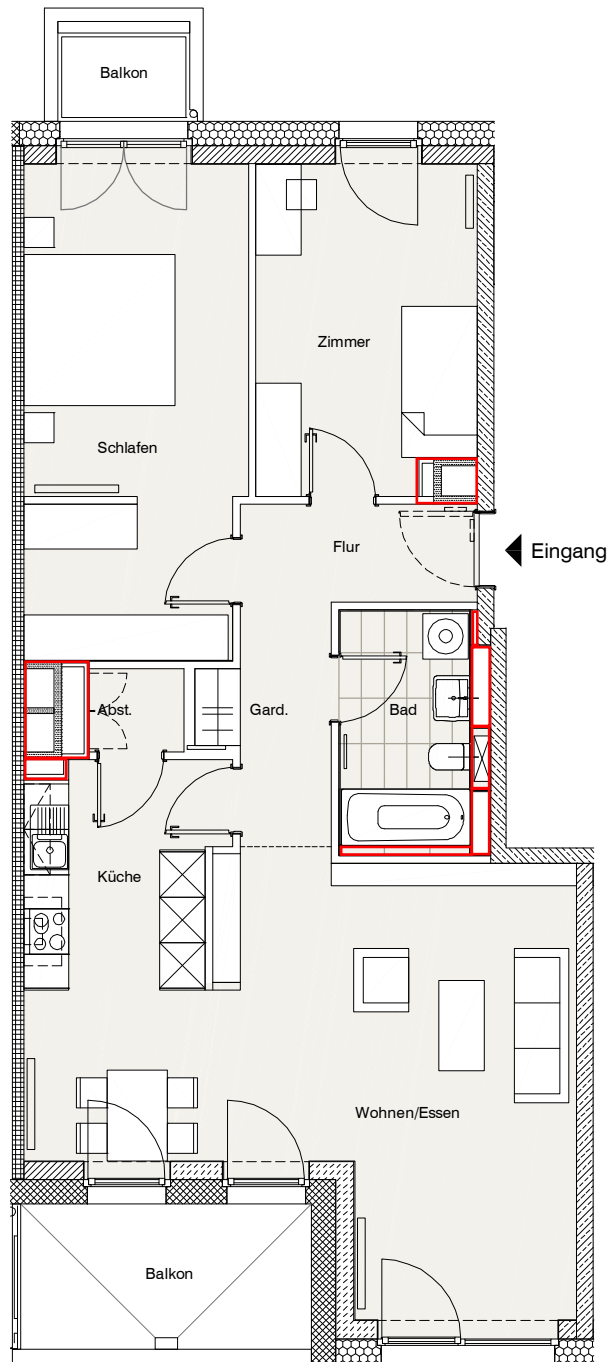 Balkon
Zimmer
Schlafen
Flur
Eingang
Abst.
Gard.
Bad
Küche
Wohnen/Essen
Balkon